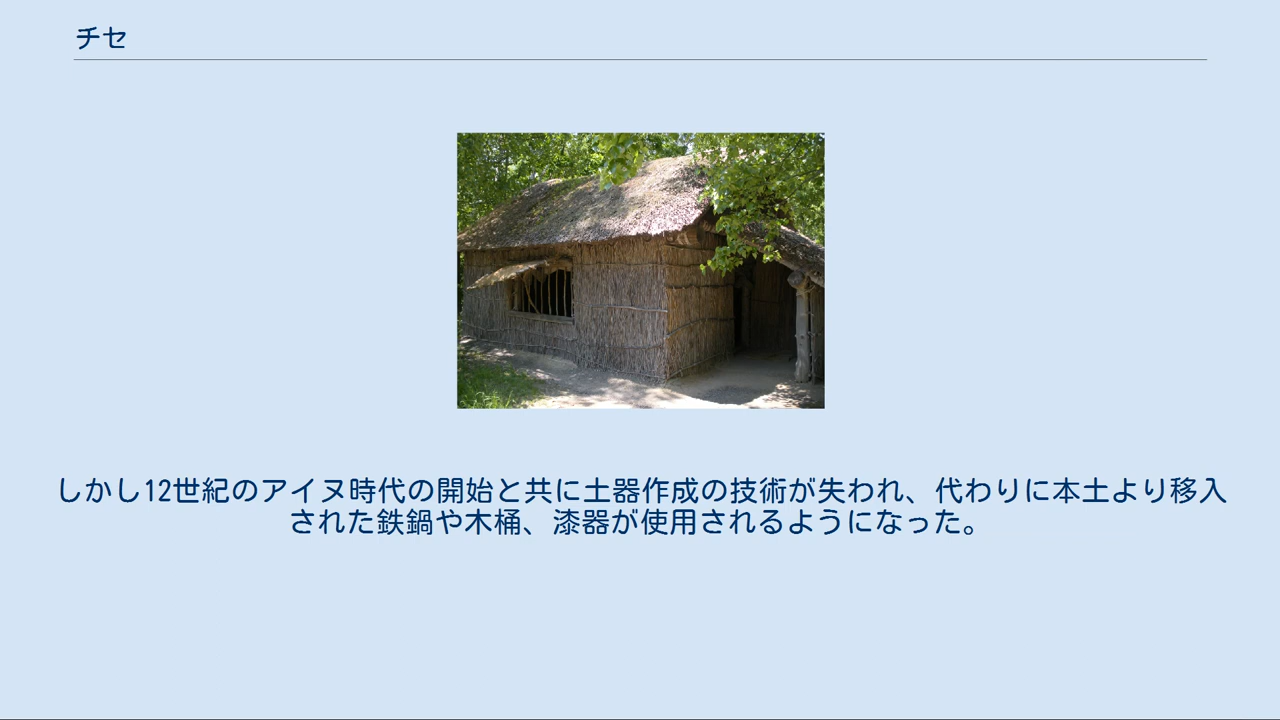 チセ
しかし12世紀のアイヌ時代の開始と共に土器作成の技術が失われ、代わりに本土より移入
された鉄鍋や木桶、漆器が使用されるようになった。